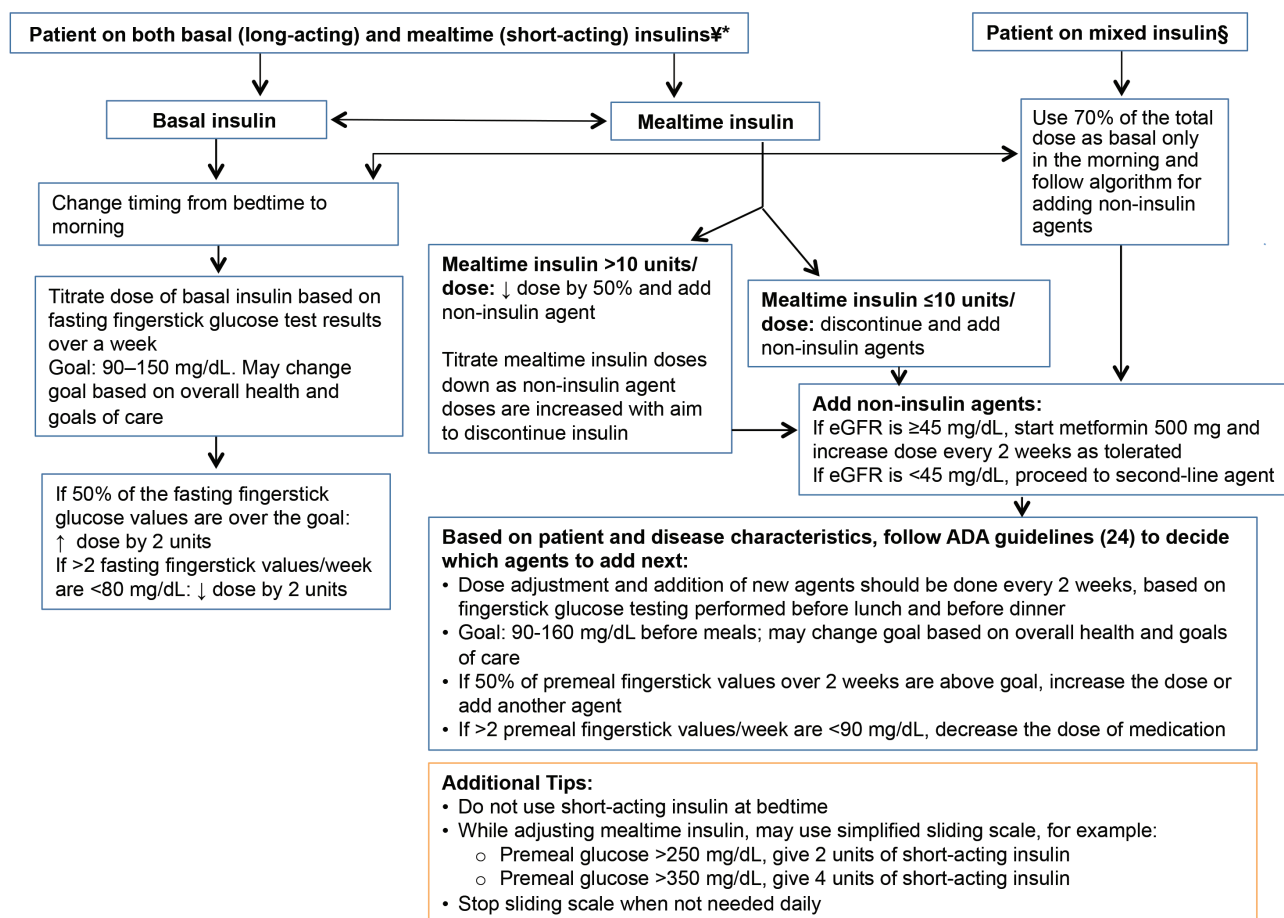 Patient on both basal (long-acting) and mealtime (short-acting) insulins¥*
Patient on mixed insulin§
Basal insulin
Mealtime insulin
Use 70% of the total
dose as basal only
in the morning and
follow algorithm for
adding non-insulin
agents
Change timing from bedtime to
morning
Titrate dose of basal insulin based on
fasting fingerstick glucose test results
over a week
Goal: 90–150 mg/dL. May change
goal based on overall health and
goals of care
If 50% of the fasting fingerstick
glucose values are over the goal:
↑ dose by 2 units
If >2 fasting fingerstick values/week
are <80 mg/dL: ↓ dose by 2 units
Mealtime insulin >10 units/
dose: ↓ dose by 50% and add
non-insulin agent
Titrate mealtime insulin doses
down as non-insulin agent
doses are increased with aim
to discontinue insulin
Mealtime insulin ≤10 units/
dose: discontinue and add
non-insulin agents
Add non-insulin agents:
If eGFR is ≥45 mg/dL, start metformin 500 mg and
increase dose every 2 weeks as tolerated
If eGFR is <45 mg/dL, proceed to second-line agent
Based on patient and disease characteristics, follow ADA guidelines (24) to decide
which agents to add next:
• Dose adjustment and addition of new agents should be done every 2 weeks, based on
fingerstick glucose testing performed before lunch and before dinner
• Goal: 90-160 mg/dL before meals; may change goal based on overall health and goals
of care
• If 50% of premeal fingerstick values over 2 weeks are above goal, increase the dose or
add another agent
• If >2 premeal fingerstick values/week are <90 mg/dL, decrease the dose of medication
Additional Tips:
• Do not use short-acting insulin at bedtime
• While adjusting mealtime insulin, may use simplified sliding scale, for example:
o Premeal glucose >250 mg/dL, give 2 units of short-acting insulin
o Premeal glucose >350 mg/dL, give 4 units of short-acting insulin
• Stop sliding scale when not needed daily